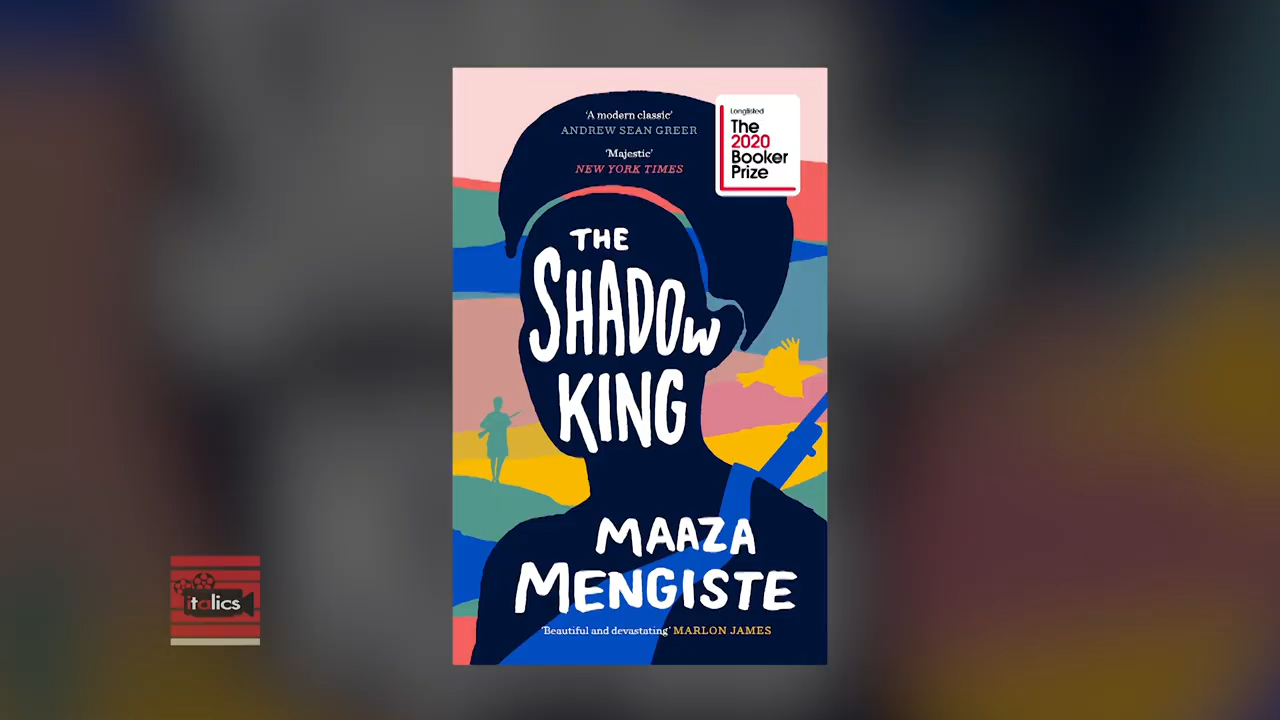 'A modern classic'
ANDREW SEAN GREER
'Majestic'
NEW YORK TIMES
Longlisted
The
2020
Booker
Prize
THE
SHADOW
KING
MAAZA
MENGISTE
'Beautiful and devastating' MARLON JAMES
italics